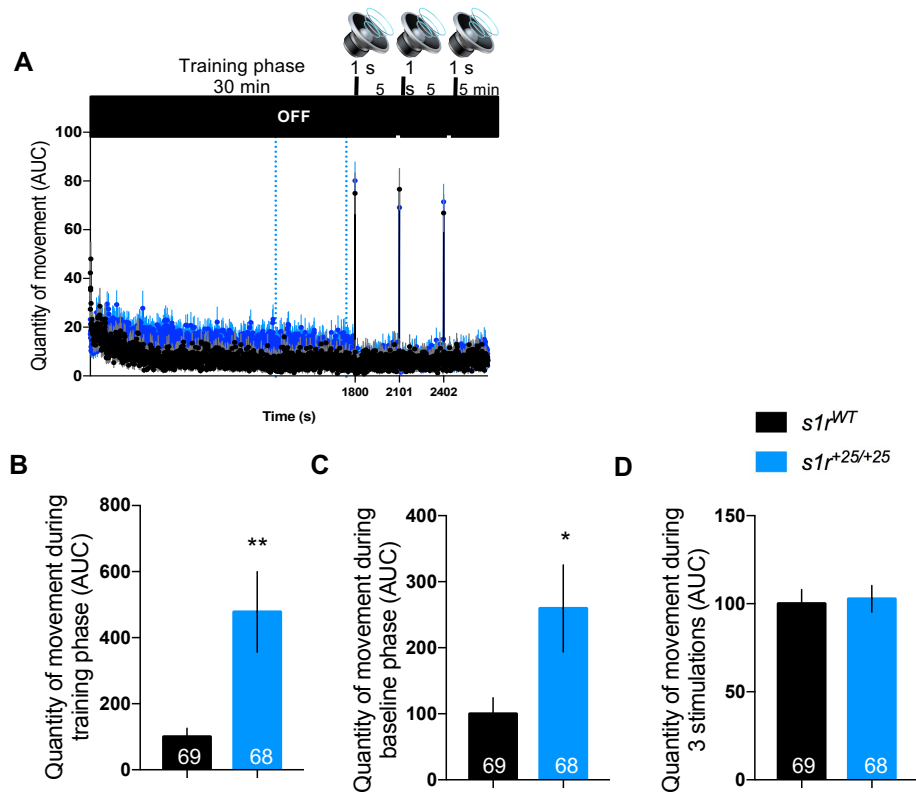 A
Training phase
30 min
1 s
1
1 s
5
s
5
5 min
OFF
Quantity of movement (AUC)
100
80
60
40
20
0
1800
2101
2402
Time (s)
s1r^WT
s1r^+25/+25
B
Quantity of movement during
training phase (AUC)
800
600
400
200
0
**
69
68
C
Quantity of movement during
baseline phase (AUC)
400
300
200
100
0
*
69
68
D
Quantity of movement during
3 stimulations (AUC)
150
100
50
0
69
68